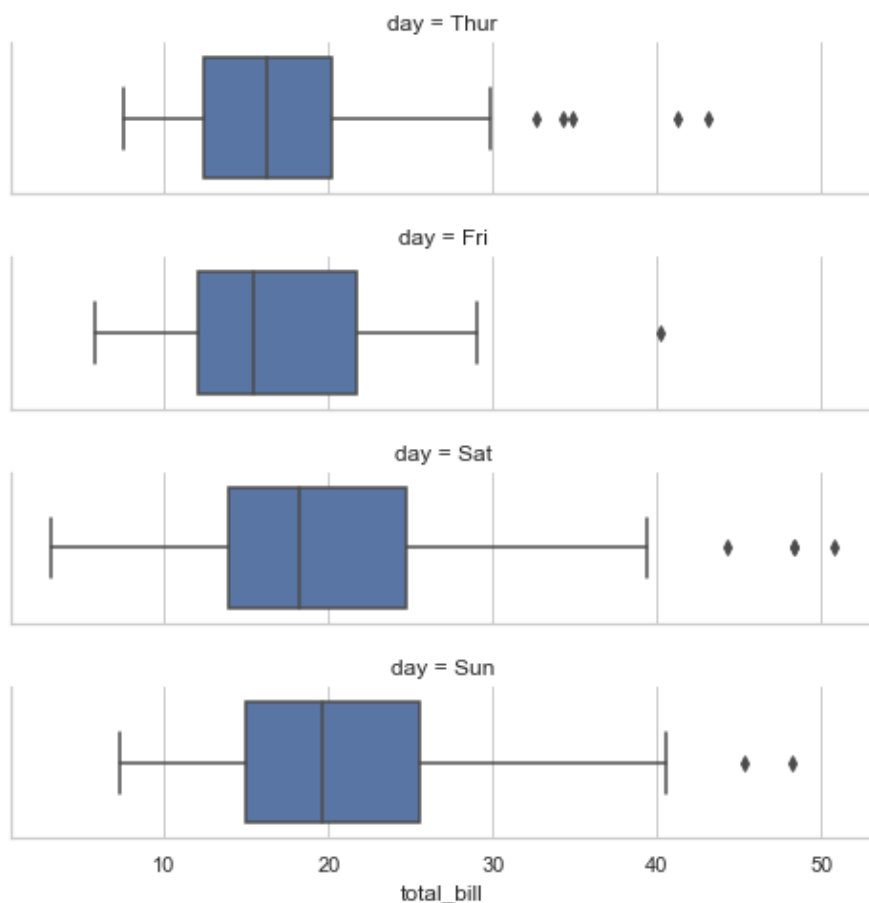 day = Thur
day = Fri
day = Sat
day = Sun
10 20 30 40 50
total_bill